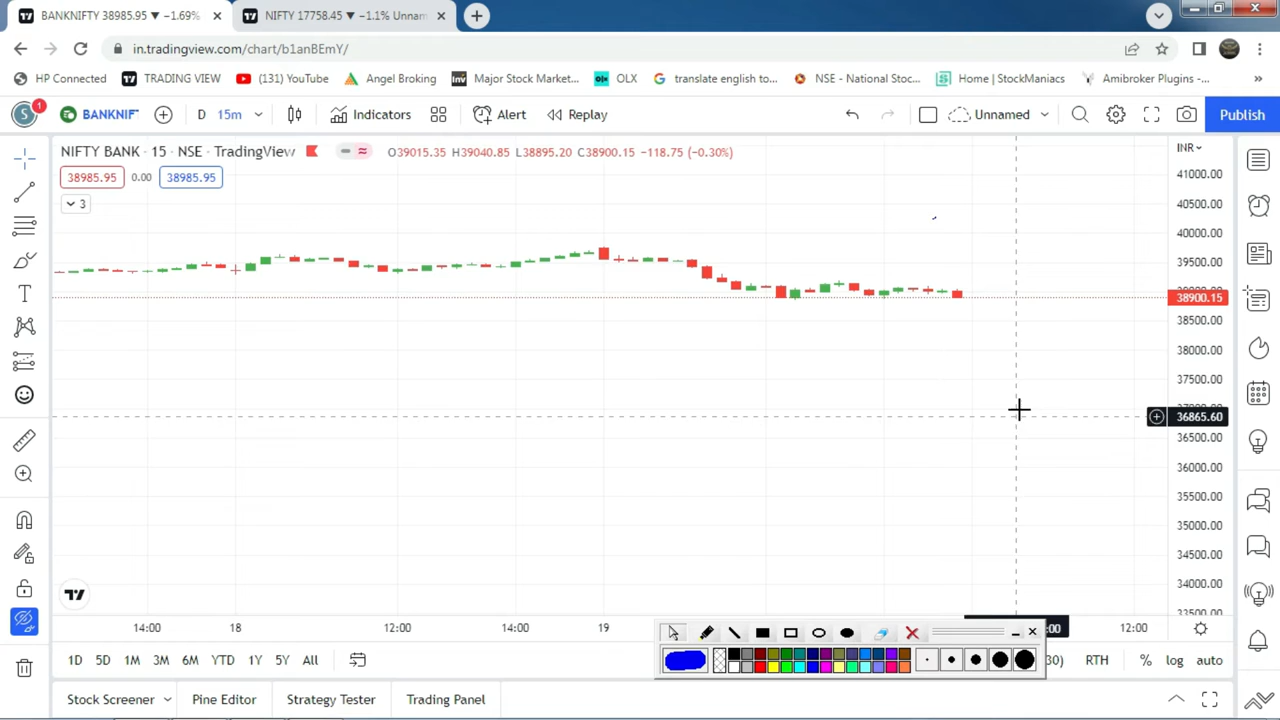 BANKNIFTY 38985.95 ▼ −1.69%
NIFTY 17758.45 ▼ −1.1% Unnam
in.tradingview.com/chart/b1anBEmY/
HP Connected
TRADING VIEW
(131) YouTube
Angel Broking
Major Stock Market...
OLX
translate english to...
NSE - National Stoc...
Home | StockManiacs
Amibroker Plugins -...
»
S
1
BANKNIF
D
15m
Indicators
Alert
Replay
Unnamed
Publish
NIFTY BANK · 15 · NSE · TradingView
O39015.35 H39040.85 L38895.20 C38900.15 −118.75 (−0.30%)
INR
38985.95
0.00
38985.95
3
41000.00
40500.00
40000.00
39500.00
38900.15
38500.00
38000.00
37500.00
36865.60
36500.00
36000.00
35500.00
35000.00
34500.00
34000.00
33500.00
14:00
18
12:00
14:00
19
12:00
1D
5D
1M
3M
6M
YTD
1Y
5Y
All
RTH
%
log
auto
Stock Screener
Pine Editor
Strategy Tester
Trading Panel